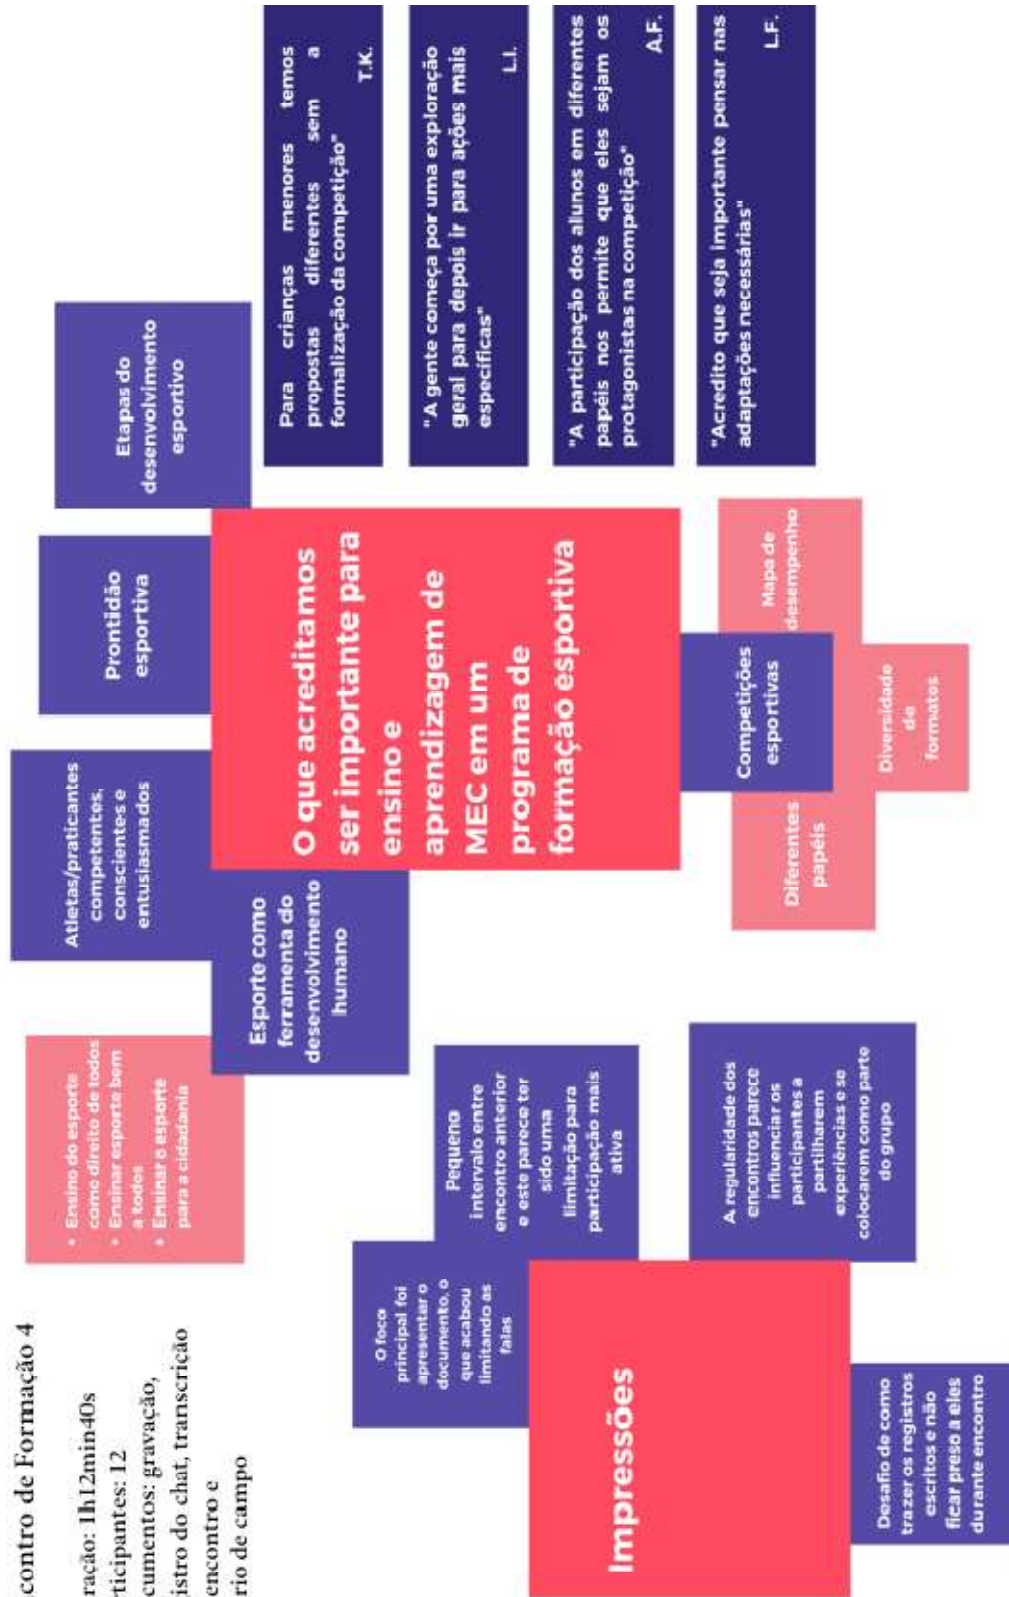 contro de Formação 4
ração: 1h12min40s
ticipantes: 12
cumentos: gravação,
istro do chat, transcrição
encontro e
rio de campo
• Ensino do esporte
como direito de todos
• Ensinar esporte bem
a todos
• Ensinar o esporte
para a cidadania
Atletas/praticantes
competentes,
conscientes e
entusiasmados
Prontidão
esportiva
Etapas do
desenvolvimento
esportivo
Esporte como
ferramenta do
desenvolvimento
humano
O que acreditamos
ser importante para
ensino e
aprendizagem de
MEC em um
programa de
formação esportiva
Para crianças menores temos
propostas diferentes sem a
formalização da competição"
T.K.
"A gente começa por uma exploração
geral para depois ir para ações mais
específicas"
L.I.
"A participação dos alunos em diferentes
papéis nos permite que eles sejam os
protagonistas na competição"
A.F.
"Acredito que seja importante pensar nas
adaptações necessárias"
L.F.
Competições
esportivas
Diferentes
papéis
Diversidade
de
formatos
Mapa de
desempenho
Impressões
O foco
principal foi
apresentar o
documento, o
que acabou
limitando as
falas
Pequeno
intervalo entre
encontro anterior
e este parece ter
sido uma
limitação para
participação mais
ativa
A regularidade dos
encontros parece
influenciar os
participantes a
partilharem
experiências e se
colocarem como parte
do grupo
Desafio de como
trazer os registros
escritos e não
ficar preso a eles
durante encontro